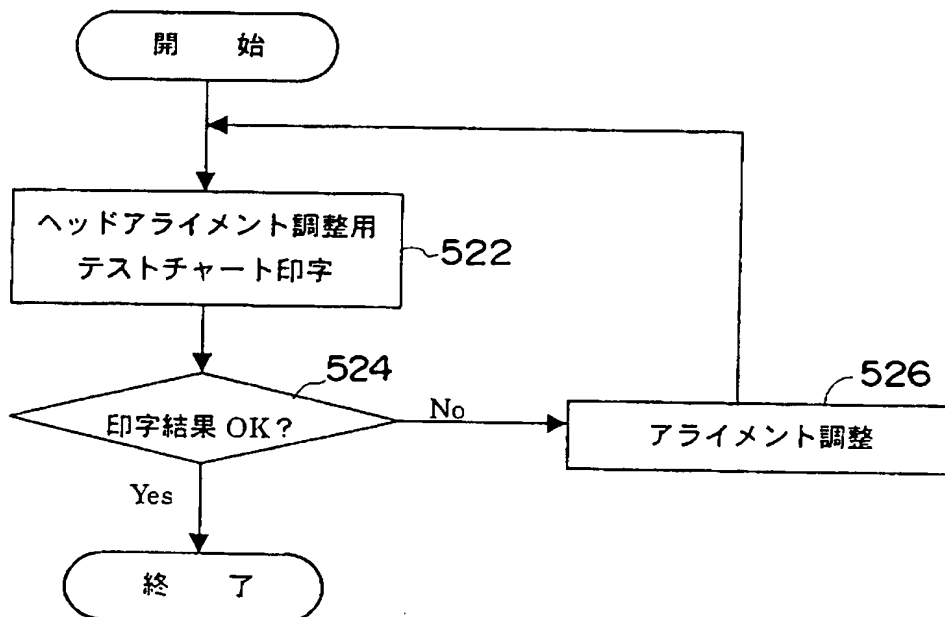 開 始
ヘッドアライメント調整用
テストチャート印字
522
524
印字結果 OK？
No
526
アライメント調整
Yes
終 了